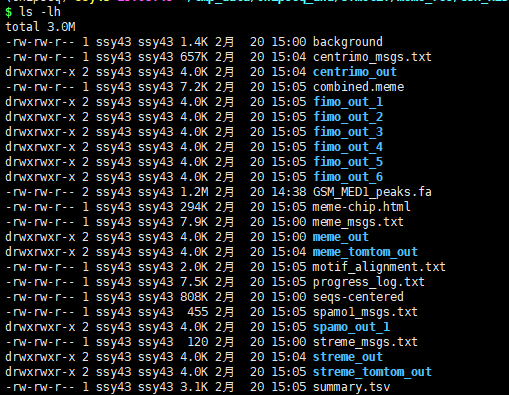 $ ls -lh
total 3.0M
-rw-rw-r-- 1 ssy43 ssy43 1.4K 2月  20 15:00 background
-rw-rw-r-- 1 ssy43 ssy43 657K 2月  20 15:04 centrimo_msgs.txt
drwxrwxr-x 2 ssy43 ssy43 4.0K 2月  20 15:04 centrimo_out
-rw-rw-r-- 1 ssy43 ssy43 7.2K 2月  20 15:05 combined.meme
drwxrwxr-x 2 ssy43 ssy43 4.0K 2月  20 15:05 fimo_out_1
drwxrwxr-x 2 ssy43 ssy43 4.0K 2月  20 15:05 fimo_out_2
drwxrwxr-x 2 ssy43 ssy43 4.0K 2月  20 15:05 fimo_out_3
drwxrwxr-x 2 ssy43 ssy43 4.0K 2月  20 15:05 fimo_out_4
drwxrwxr-x 2 ssy43 ssy43 4.0K 2月  20 15:05 fimo_out_5
drwxrwxr-x 2 ssy43 ssy43 4.0K 2月  20 15:05 fimo_out_6
-rw-rw-r-- 2 ssy43 ssy43 1.2M 2月  20 14:38 GSM_MED1_peaks.fa
-rw-rw-r-- 1 ssy43 ssy43 294K 2月  20 15:05 meme-chip.html
-rw-rw-r-- 1 ssy43 ssy43 7.9K 2月  20 15:00 meme_msgs.txt
drwxrwxr-x 2 ssy43 ssy43 4.0K 2月  20 15:00 meme_out
drwxrwxr-x 2 ssy43 ssy43 4.0K 2月  20 15:04 meme_tomtom_out
-rw-rw-r-- 1 ssy43 ssy43 2.0K 2月  20 15:05 motif_alignment.txt
-rw-rw-r-- 1 ssy43 ssy43 7.5K 2月  20 15:05 progress_log.txt
-rw-rw-r-- 1 ssy43 ssy43 808K 2月  20 15:00 seqs-centered
-rw-rw-r-- 1 ssy43 ssy43  455 2月  20 15:05 spamo1_msgs.txt
drwxrwxr-x 2 ssy43 ssy43 4.0K 2月  20 15:05 spamo_out_1
-rw-rw-r-- 1 ssy43 ssy43  120 2月  20 15:00 streme_msgs.txt
drwxrwxr-x 2 ssy43 ssy43 4.0K 2月  20 15:04 streme_out
drwxrwxr-x 2 ssy43 ssy43 4.0K 2月  20 15:05 streme_tomtom_out
-rw-rw-r-- 1 ssy43 ssy43 3.1K 2月  20 15:05 summary.tsv